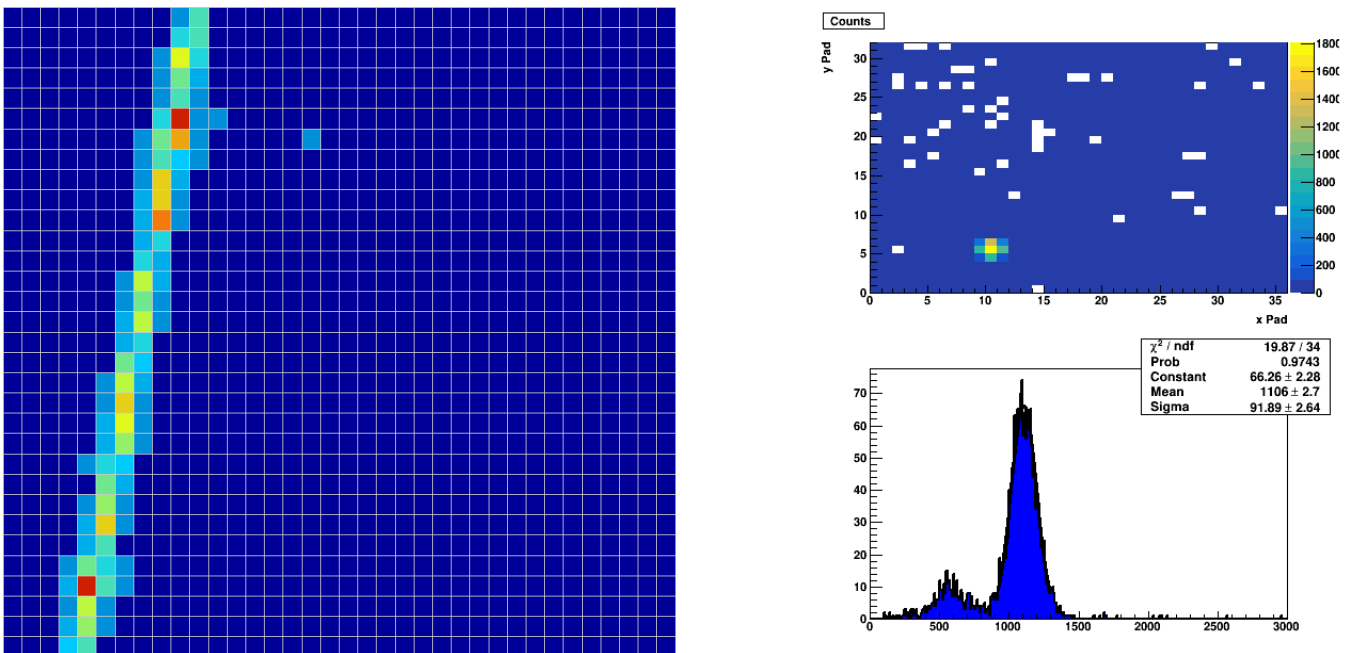 Counts
y Pad
30
25
20
15
10
5
0
0 5 10 15 20 25 30 35
x Pad
1800
1600
1400
1200
1000
800
600
400
200
0
χ² / ndf 19.87 / 34
Prob 0.9743
Constant 66.26 ± 2.28
Mean 1106 ± 2.7
Sigma 91.89 ± 2.64
70
60
50
40
30
20
10
0
0 500 1000 1500 2000 2500 3000